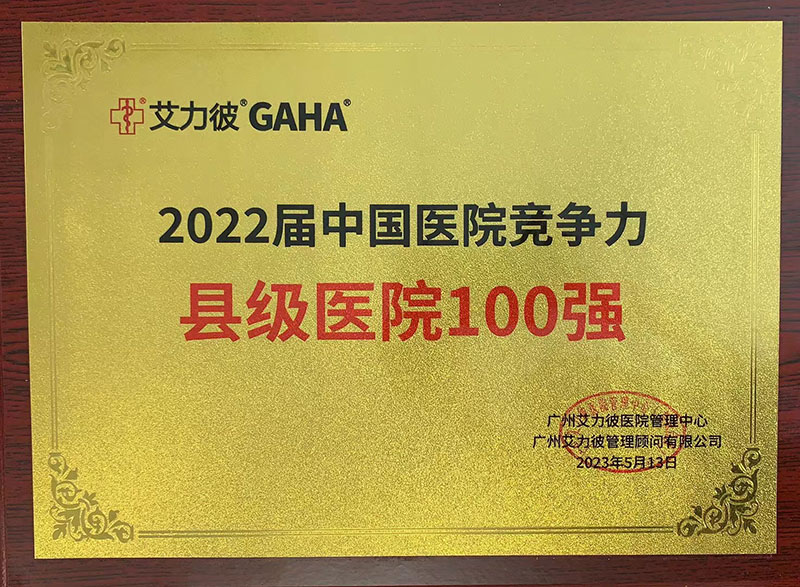 艾力彼® GAHA®
2022届中国医院竞争力
县级医院100强
广州艾力彼医院管理中心
广州艾力彼管理顾问有限公司
2023年5月13日